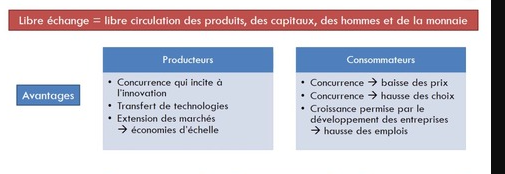 Libre échange = libre circulation des produits, des capitaux, des hommes et de la monnaie
Avantages
Producteurs
• Concurrence qui incite à
l'innovation
• Transfert de technologies
• Extension des marchés
→ économies d'échelle
Consommateurs
• Concurrence → baisse des prix
• Concurrence → hausse des choix
• Croissance permise par le
développement des entreprises
→ hausse des emplois